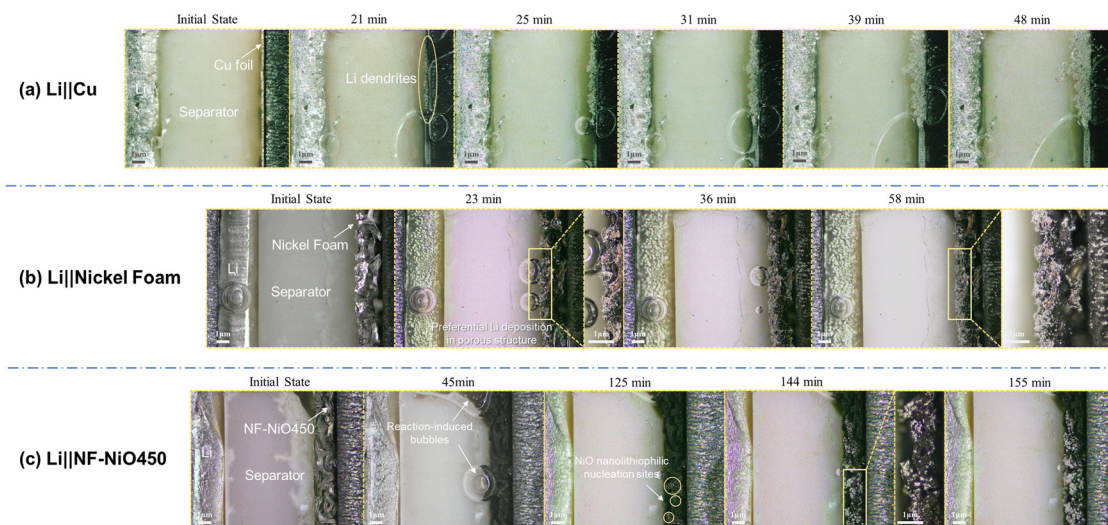 Initial State
21 min
25 min
31 min
39 min
48 min
(a) Li||Cu
Li
Separator
Cu foil
Li dendrites
1μm
1μm
1μm
1μm
1μm
1μm
Initial State
23 min
36 min
58 min
(b) Li||Nickel Foam
Li
Separator
Nickel Foam
Preferential Li deposition
in porous structure
1μm
1μm
1μm
1μm
1μm
1μm
Initial State
45min
125 min
144 min
155 min
(c) Li||NF-NiO450
Li
Separator
NF-NiO450
Reaction-induced
bubbles
NiO nanolithiophilic
nucleation sites
1μm
1μm
1μm
1μm
1μm
1μm